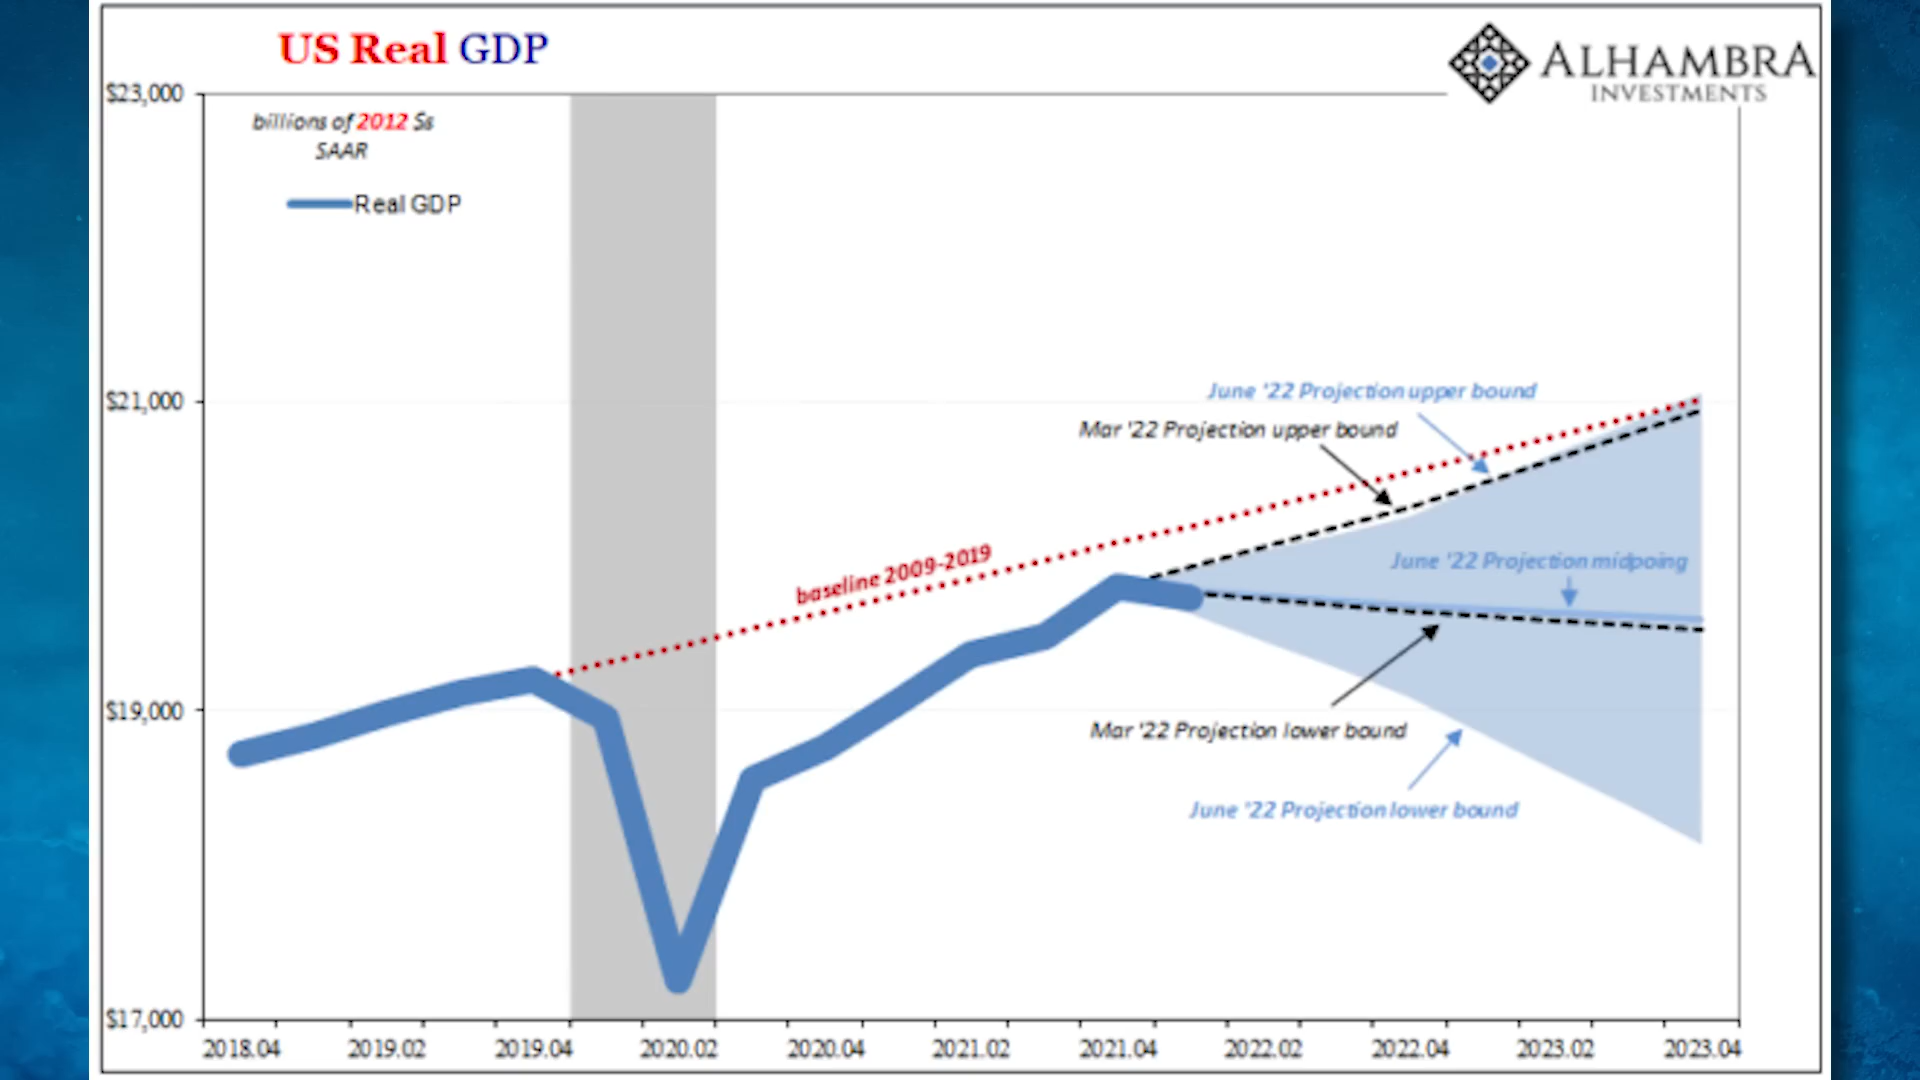 US Real GDP
ALHAMBRA
INVESTMENTS
$23,000
billions of 2012 $s
SAAR
Real GDP
$21,000
June '22 Projection upper bound
Mar '22 Projection upper bound
baseline 2009-2019
June '22 Projection midpoing
$19,000
Mar '22 Projection lower bound
June '22 Projection lower bound
$17,000
2018.04 2019.02 2019.04 2020.02 2020.04 2021.02 2021.04 2022.02 2022.04 2023.02 2023.04